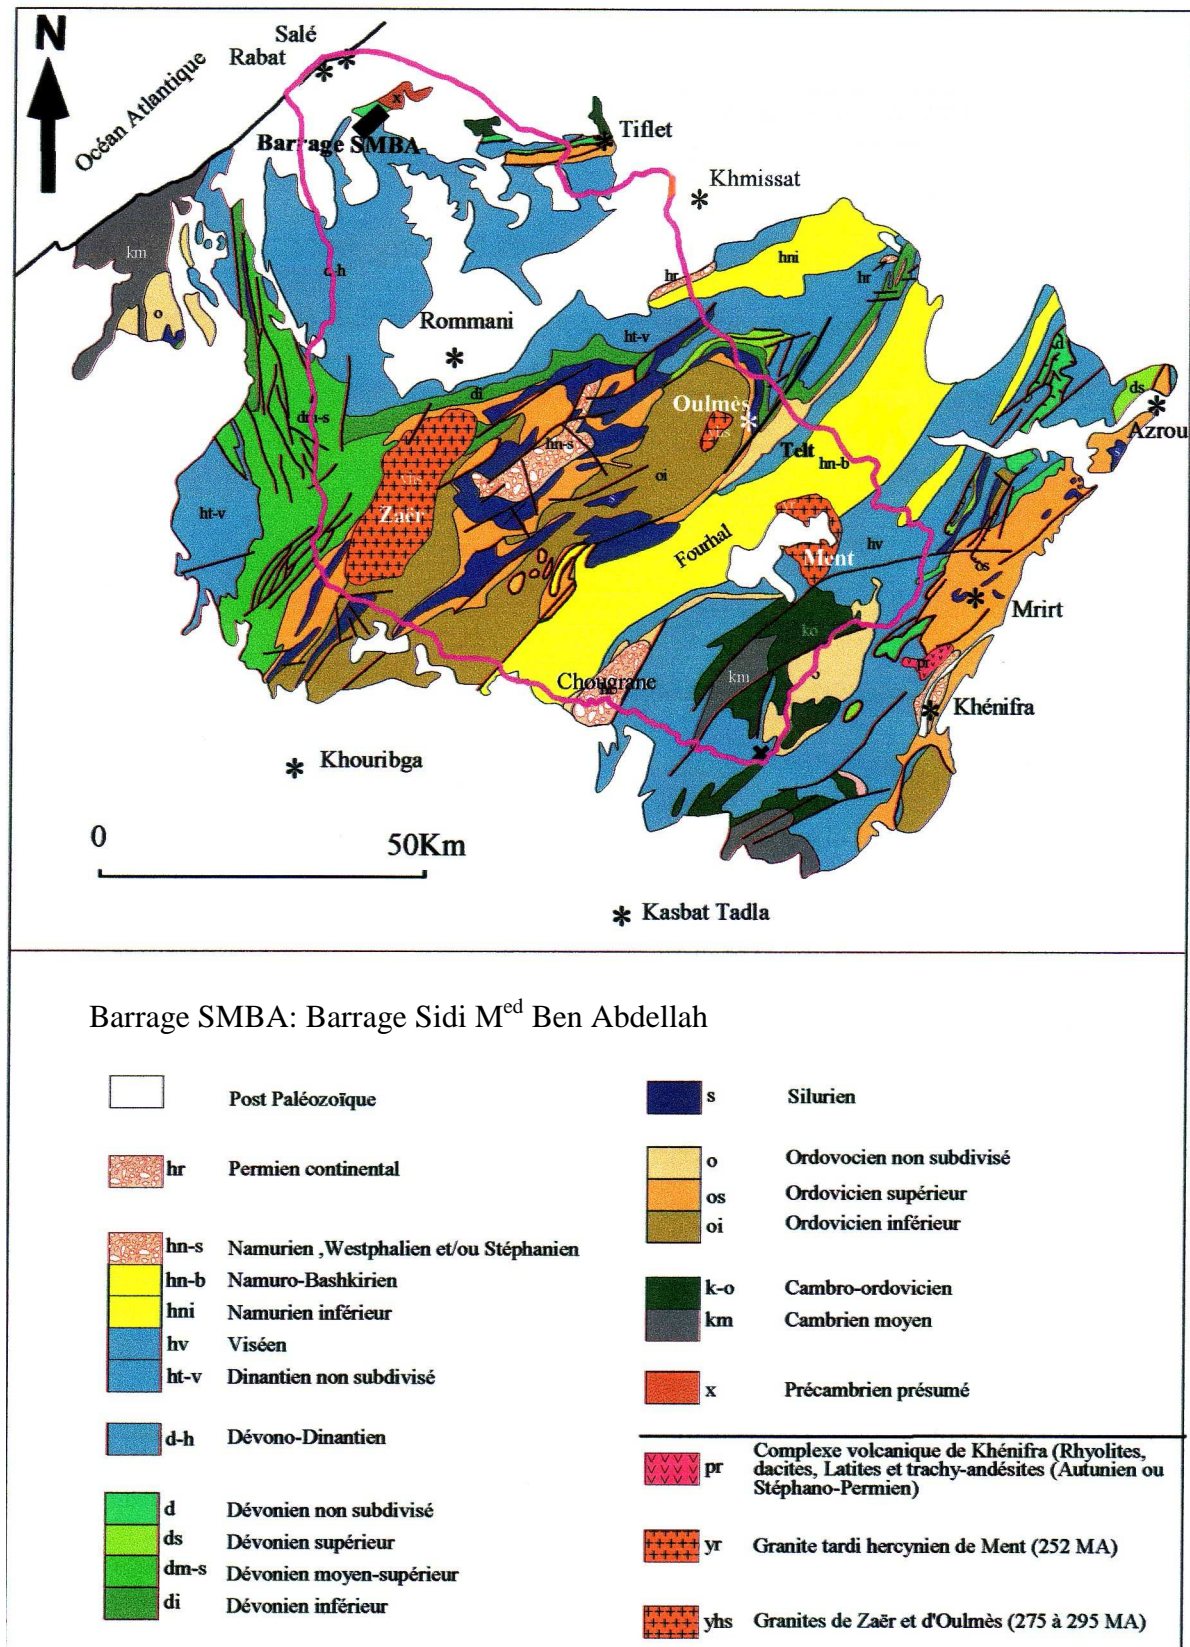 N
Salé
Rabat
Océan Atlantique
Barrage SMBA
x
Tiflet
Khmissat
km
o
d-h
hr
hni
hr
Rommani
ht-v
di
dm-s
Oulmès
yhs
Telt
hn-b
hn-s
oi
s
Zaër
ht-v
Fourhal
Ment
hv
d
ds
Azrou
s
os
Mrirt
ko
km
o
pr
Chougrane
Khénifra
Khouribga
0
50Km
Kasbat Tadla
Barrage SMBA: Barrage Sidi Med Ben Abdellah
Post Paléozoïque
hr Permien continental
hn-s Namurien ,Westphalien et/ou Stéphanien
hn-b Namuro-Bashkirien
hni Namurien inférieur
hv Viséen
ht-v Dinantien non subdivisé
d-h Dévono-Dinantien
d Dévonien non subdivisé
ds Dévonien supérieur
dm-s Dévonien moyen-supérieur
di Dévonien inférieur
s Silurien
o Ordovocien non subdivisé
os Ordovicien supérieur
oi Ordovicien inférieur
k-o Cambro-ordovicien
km Cambrien moyen
x Précambrien présumé
pr Complexe volcanique de Khénifra (Rhyolites,
dacites, Latites et trachy-andésites (Autunien ou
Stéphano-Permien)
yr Granite tardi hercynien de Ment (252 MA)
yhs Granites de Zaër et d'Oulmès (275 à 295 MA)